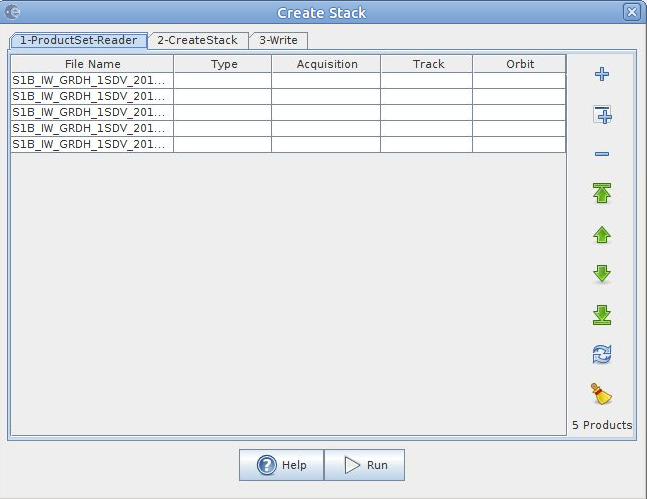 Create Stack
1-ProductSet-Reader 2-CreateStack 3-Write
File Name Type Acquisition Track Orbit
S1B_IW_GRDH_1SDV_201...
S1B_IW_GRDH_1SDV_201...
S1B_IW_GRDH_1SDV_201...
S1B_IW_GRDH_1SDV_201...
S1B_IW_GRDH_1SDV_201...
5 Products
Help Run